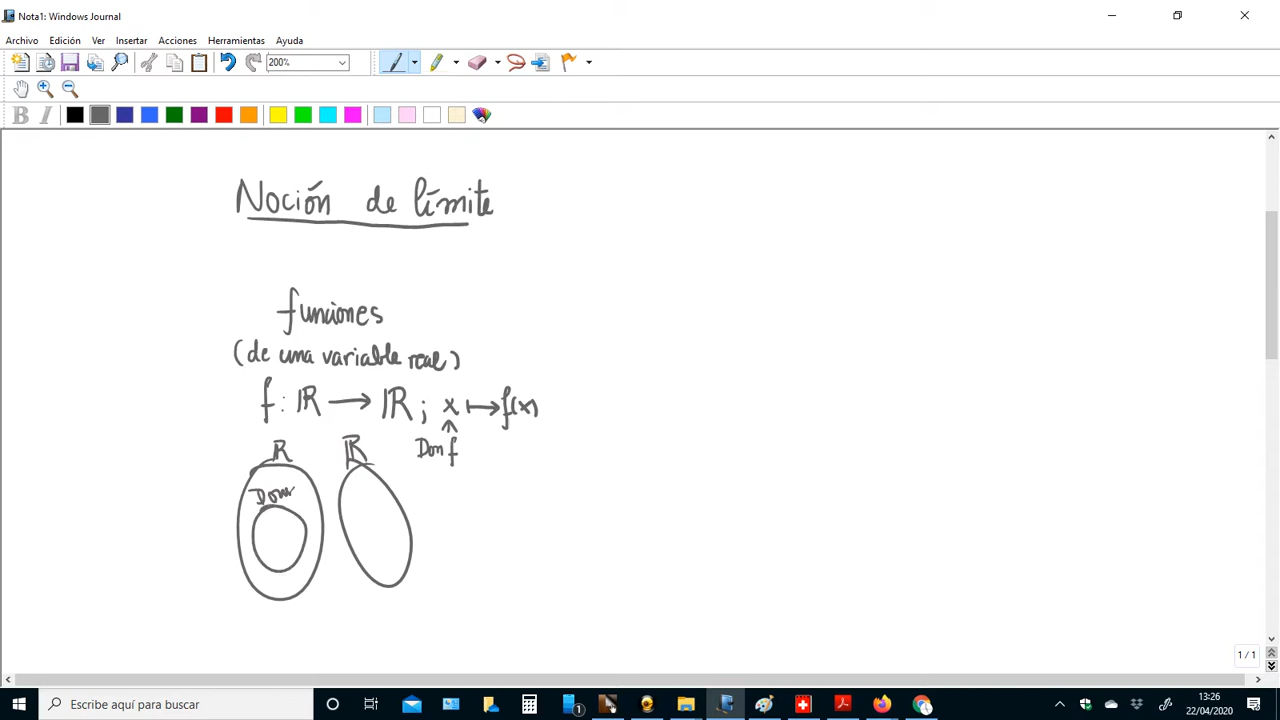 Nota1: Windows Journal
Archivo Edición Ver Insertar Acciones Herramientas Ayuda
200%
B I
Noción de límite
funciones
(de una variable real)
f: ℝ → ℝ; x ↦ f(x)
↑
Dom f
ℝ ℝ
Dom
1 / 1
Escribe aquí para buscar
1
13:26
22/04/2020